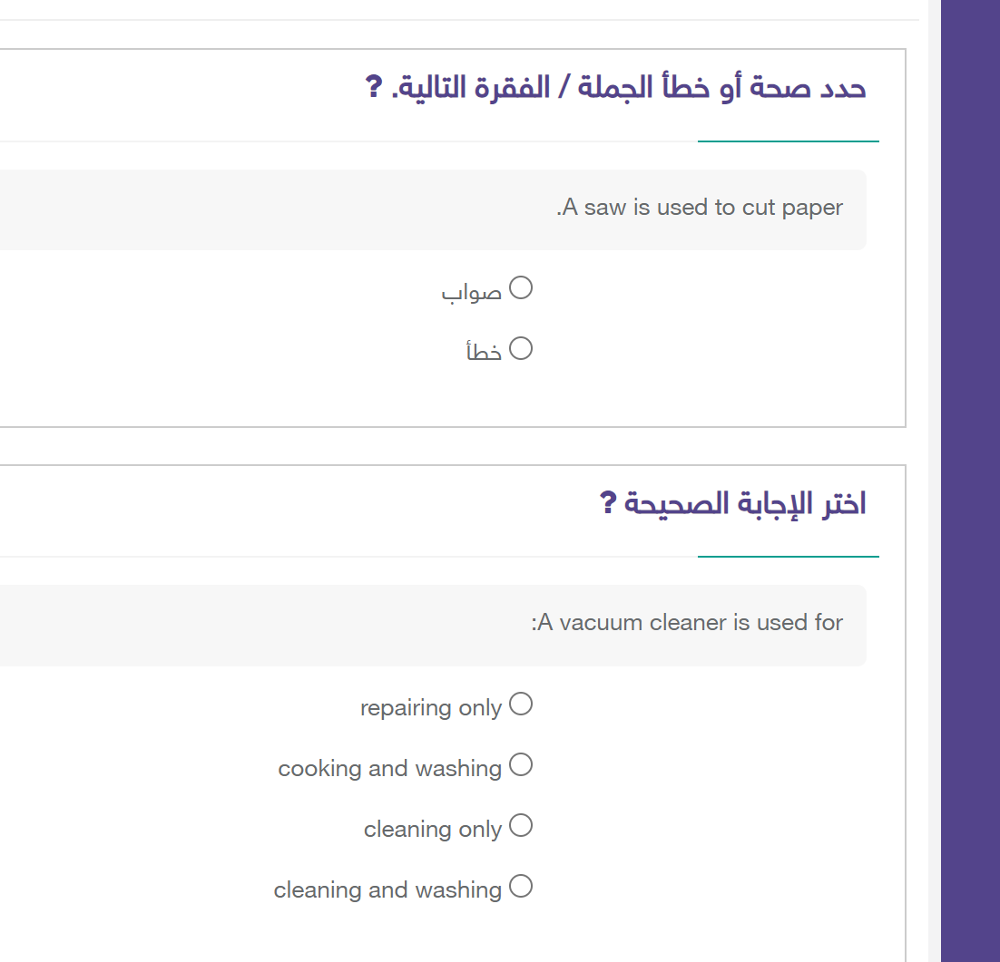 حدد صحة أو خطأ الجملة / الفقرة التالية. ?
A saw is used to cut paper.
صواب
خطأ
اختر الإجابة الصحيحة ?
A vacuum cleaner is used for:
repairing only
cooking and washing
cleaning only
cleaning and washing